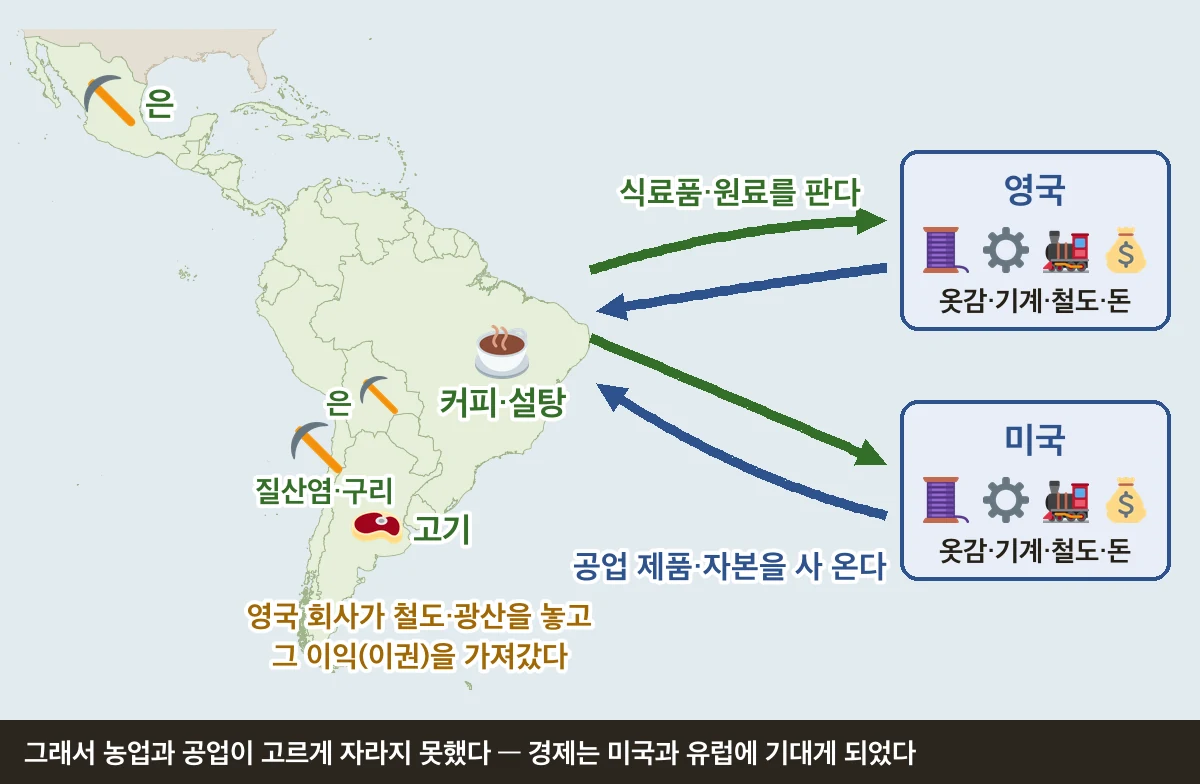 은
식료품·원료를 판다
영국
옷감·기계·철도·돈
은
커피·설탕
질산염·구리
고기
미국
옷감·기계·철도·돈
공업 제품·자본을 사 온다
영국 회사가 철도·광산을 놓고
그 이익(이권)을 가져갔다
그래서 농업과 공업이 고르게 자라지 못했다 — 경제는 미국과 유럽에 기대게 되었다